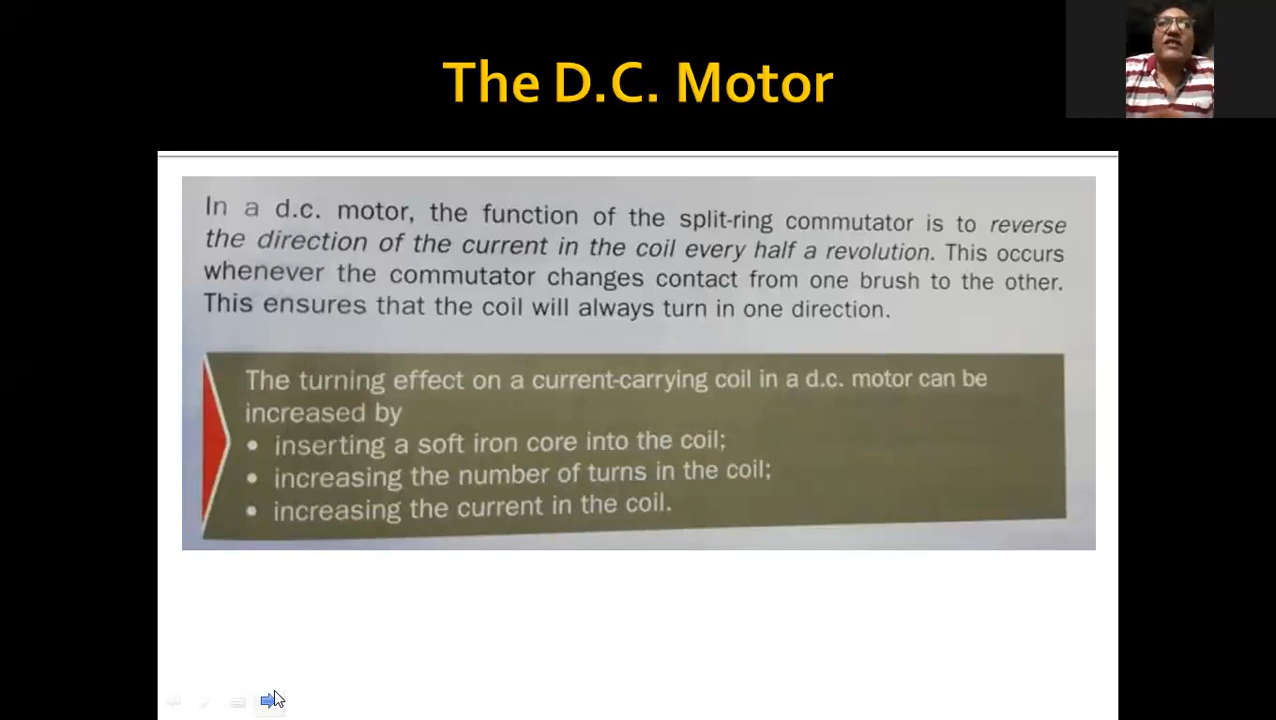 The D.C. Motor
In a d.c. motor, the function of the split-ring commutator is to reverse
the direction of the current in the coil every half a revolution. This occurs
whenever the commutator changes contact from one brush to the other.
This ensures that the coil will always turn in one direction.
The turning effect on a current-carrying coil in a d.c. motor can be
increased by
• inserting a soft iron core into the coil;
• increasing the number of turns in the coil;
• increasing the current in the coil.